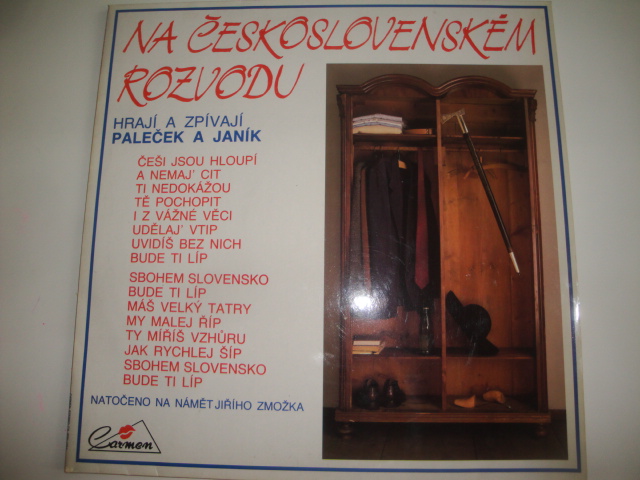 NA ČESKOSLOVENSKÉM
ROZVODU
HRAJÍ A ZPÍVAJÍ
PALEČEK A JANÍK
ČEŠI JSOU HLOUPÍ
A NEMAJ' CIT
TI NEDOKÁŽOU
TĚ POCHOPIT
I Z VÁŽNÉ VĚCI
UDĚLAJ' VTIP
UVIDÍŠ BEZ NICH
BUDE TI LÍP
SBOHEM SLOVENSKO
BUDE TI LÍP
MÁŠ VELKÝ TATRY
MY MALEJ ŘÍP
TY MÍŘÍŠ VZHŮRU
JAK RYCHLEJ ŠÍP
SBOHEM SLOVENSKO
BUDE TI LÍP
NATOČENO NA NÁMĚT JIŘÍHO ZMOŽKA
Carmen